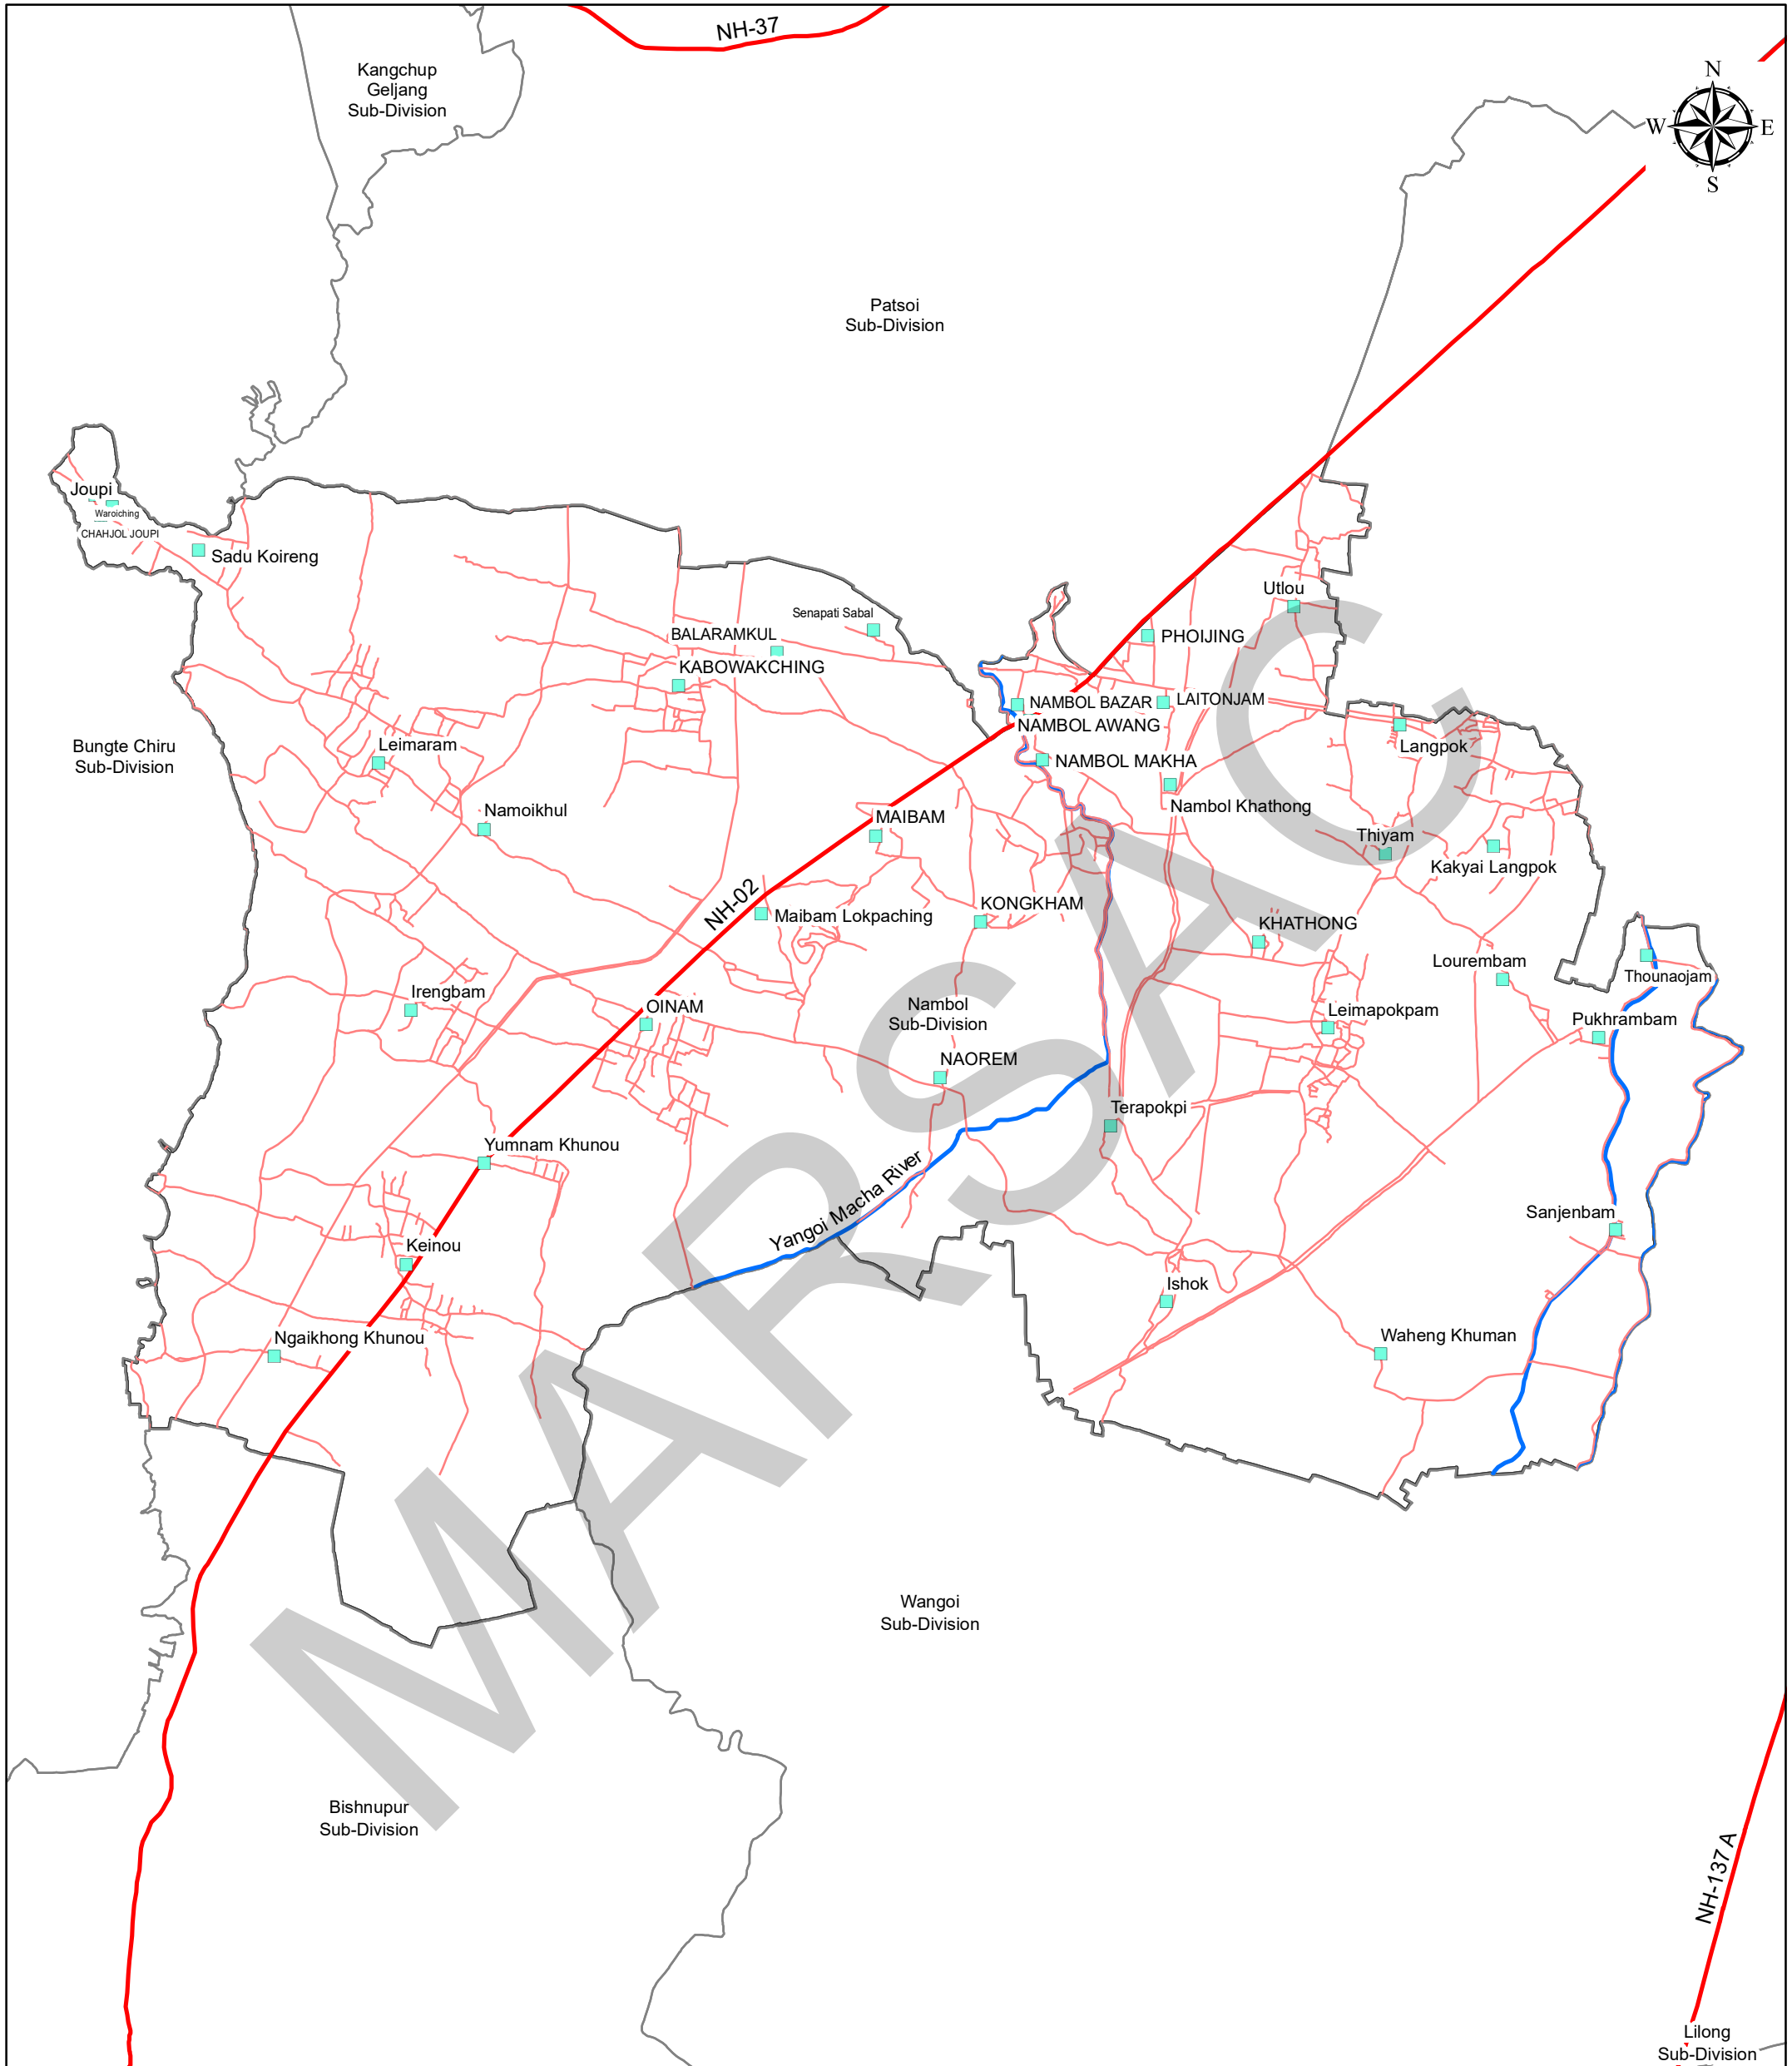 NH-37
Kangchup
Geljang
Sub-Division
N
W
E
S
Patsoi
Sub-Division
Joupi
Waroiching
CHAHJOL JOUPI
Sadu Koireng
Utlou
Senapati Sabal
BALARAMKUL
PHOIJING
KABOWAKCHING
NAMBOL BAZAR
LAITONJAM
NAMBOL AWANG
Bungte Chiru
Sub-Division
Leimaram
Langpok
NAMBOL MAKHA
Namoikhul
Nambol Khathong
MAIBAM
Thiyam
Kakyai Langpok
NH-02
KONGKHAM
Maibam Lokpaching
KHATHONG
Lourembam
Thounaojam
Irengbam
OINAM
Nambol
Sub-Division
Leimapokpam
Pukhrambam
NAOREM
Terapokpi
Yumnam Khunou
Yangoi Macha River
Sanjenbam
Keinou
Ishok
Ngaikhong Khunou
Waheng Khuman
MARSAC
Wangoi
Sub-Division
Bishnupur
Sub-Division
NH-137 A
Lilong
Sub-Division